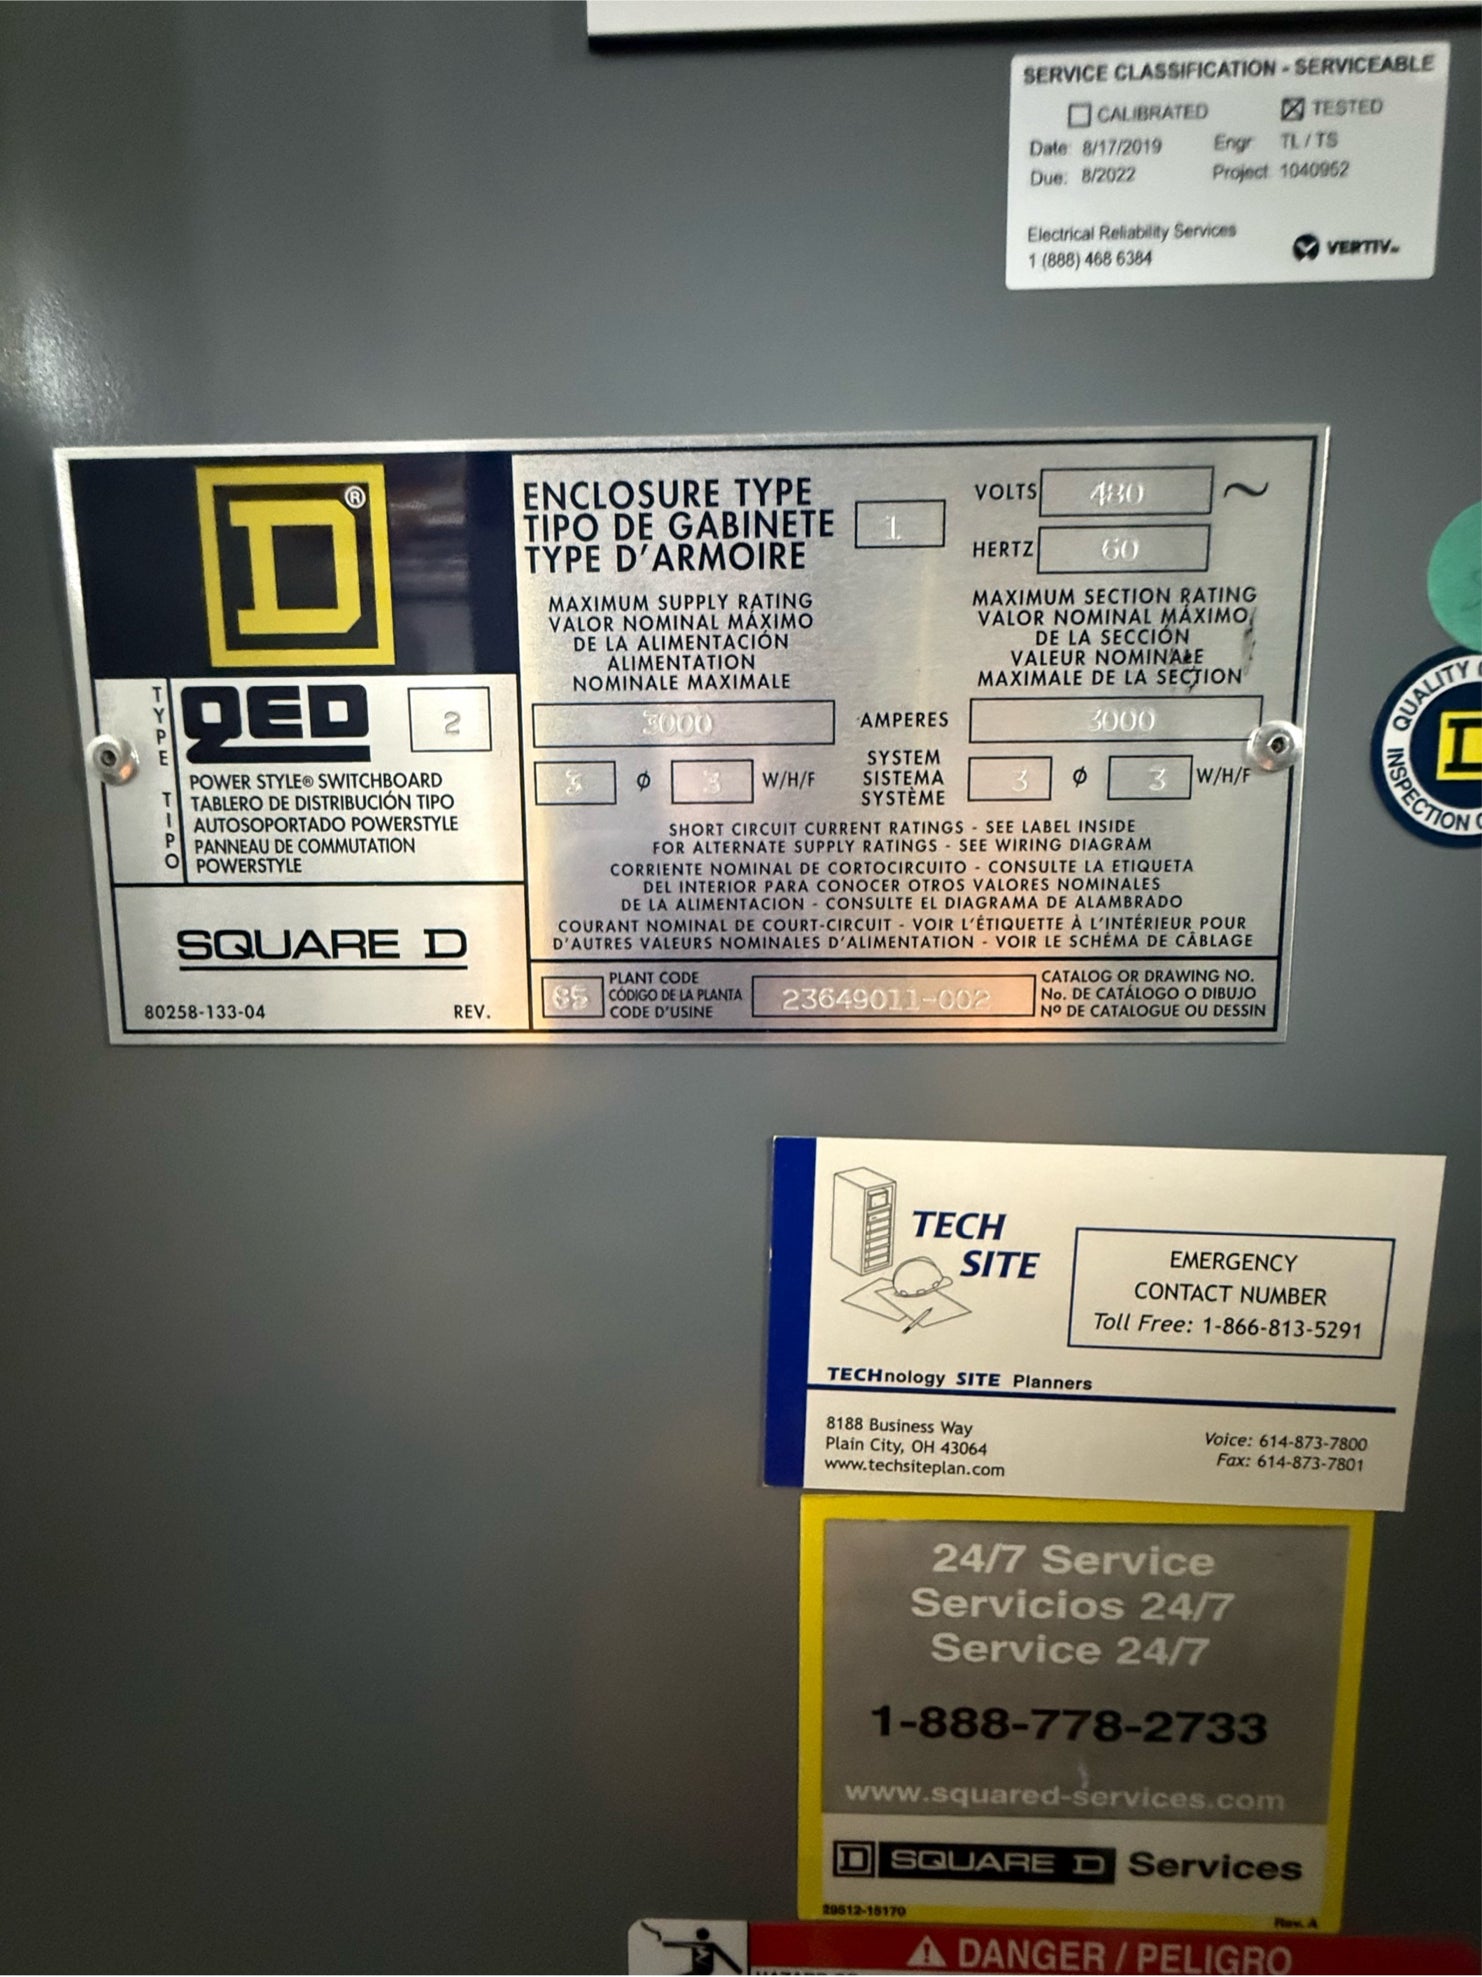 SERVICE CLASSIFICATION - SERVICEABLE
CALIBRATED TESTED
Date: 8/17/2019 Engr TL / TS
Due: 8/2022 Project 1040952
Electrical Reliability Services
1 (888) 468 6384
VERTIV
D®
TYPE TIPO
QED 2
POWER STYLE® SWITCHBOARD
TABLERO DE DISTRIBUCIÓN TIPO
AUTOSOPORTADO POWERSTYLE
PANNEAU DE COMMUTATION
POWERSTYLE
SQUARE D
80258-133-04 REV.
ENCLOSURE TYPE
TIPO DE GABINETE
TYPE D'ARMOIRE
1
VOLTS 480 ~
HERTZ 60
MAXIMUM SUPPLY RATING
VALOR NOMINAL MÁXIMO
DE LA ALIMENTACIÓN
ALIMENTATION
NOMINALE MAXIMALE
MAXIMUM SECTION RATING
VALOR NOMINAL MÁXIMO
DE LA SECCIÓN
VALEUR NOMINALE
MAXIMALE DE LA SECTION
3000 AMPERES 3000
3 ø 3 W/H/F
SYSTEM
SISTEMA
SYSTÈME
3 ø 3 W/H/F
SHORT CIRCUIT CURRENT RATINGS - SEE LABEL INSIDE
FOR ALTERNATE SUPPLY RATINGS - SEE WIRING DIAGRAM
CORRIENTE NOMINAL DE CORTOCIRCUITO - CONSULTE LA ETIQUETA
DEL INTERIOR PARA CONOCER OTROS VALORES NOMINALES
DE LA ALIMENTACION - CONSULTE EL DIAGRAMA DE ALAMBRADO
COURANT NOMINAL DE COURT-CIRCUIT - VOIR L'ÉTIQUETTE À L'INTÉRIEUR POUR
D'AUTRES VALEURS NOMINALES D'ALIMENTATION - VOIR LE SCHÉMA DE CÂBLAGE
PLANT CODE
CÓDIGO DE LA PLANTA
CODE D'USINE
23649011-002
CATALOG OR DRAWING NO.
No. DE CATÁLOGO O DIBUJO
Nº DE CATALOGUE OU DESSIN
QUALITY
D
INSPECTION
TECH
SITE
EMERGENCY
CONTACT NUMBER
Toll Free: 1-866-813-5291
TECHnology SITE Planners
8188 Business Way
Plain City, OH 43064
www.techsiteplan.com
Voice: 614-873-7800
Fax: 614-873-7801
24/7 Service
Servicios 24/7
Service 24/7
1-888-778-2733
www.squared-services.com
D SQUARE D Services
29512-15170 Rev. A
DANGER / PELIGRO